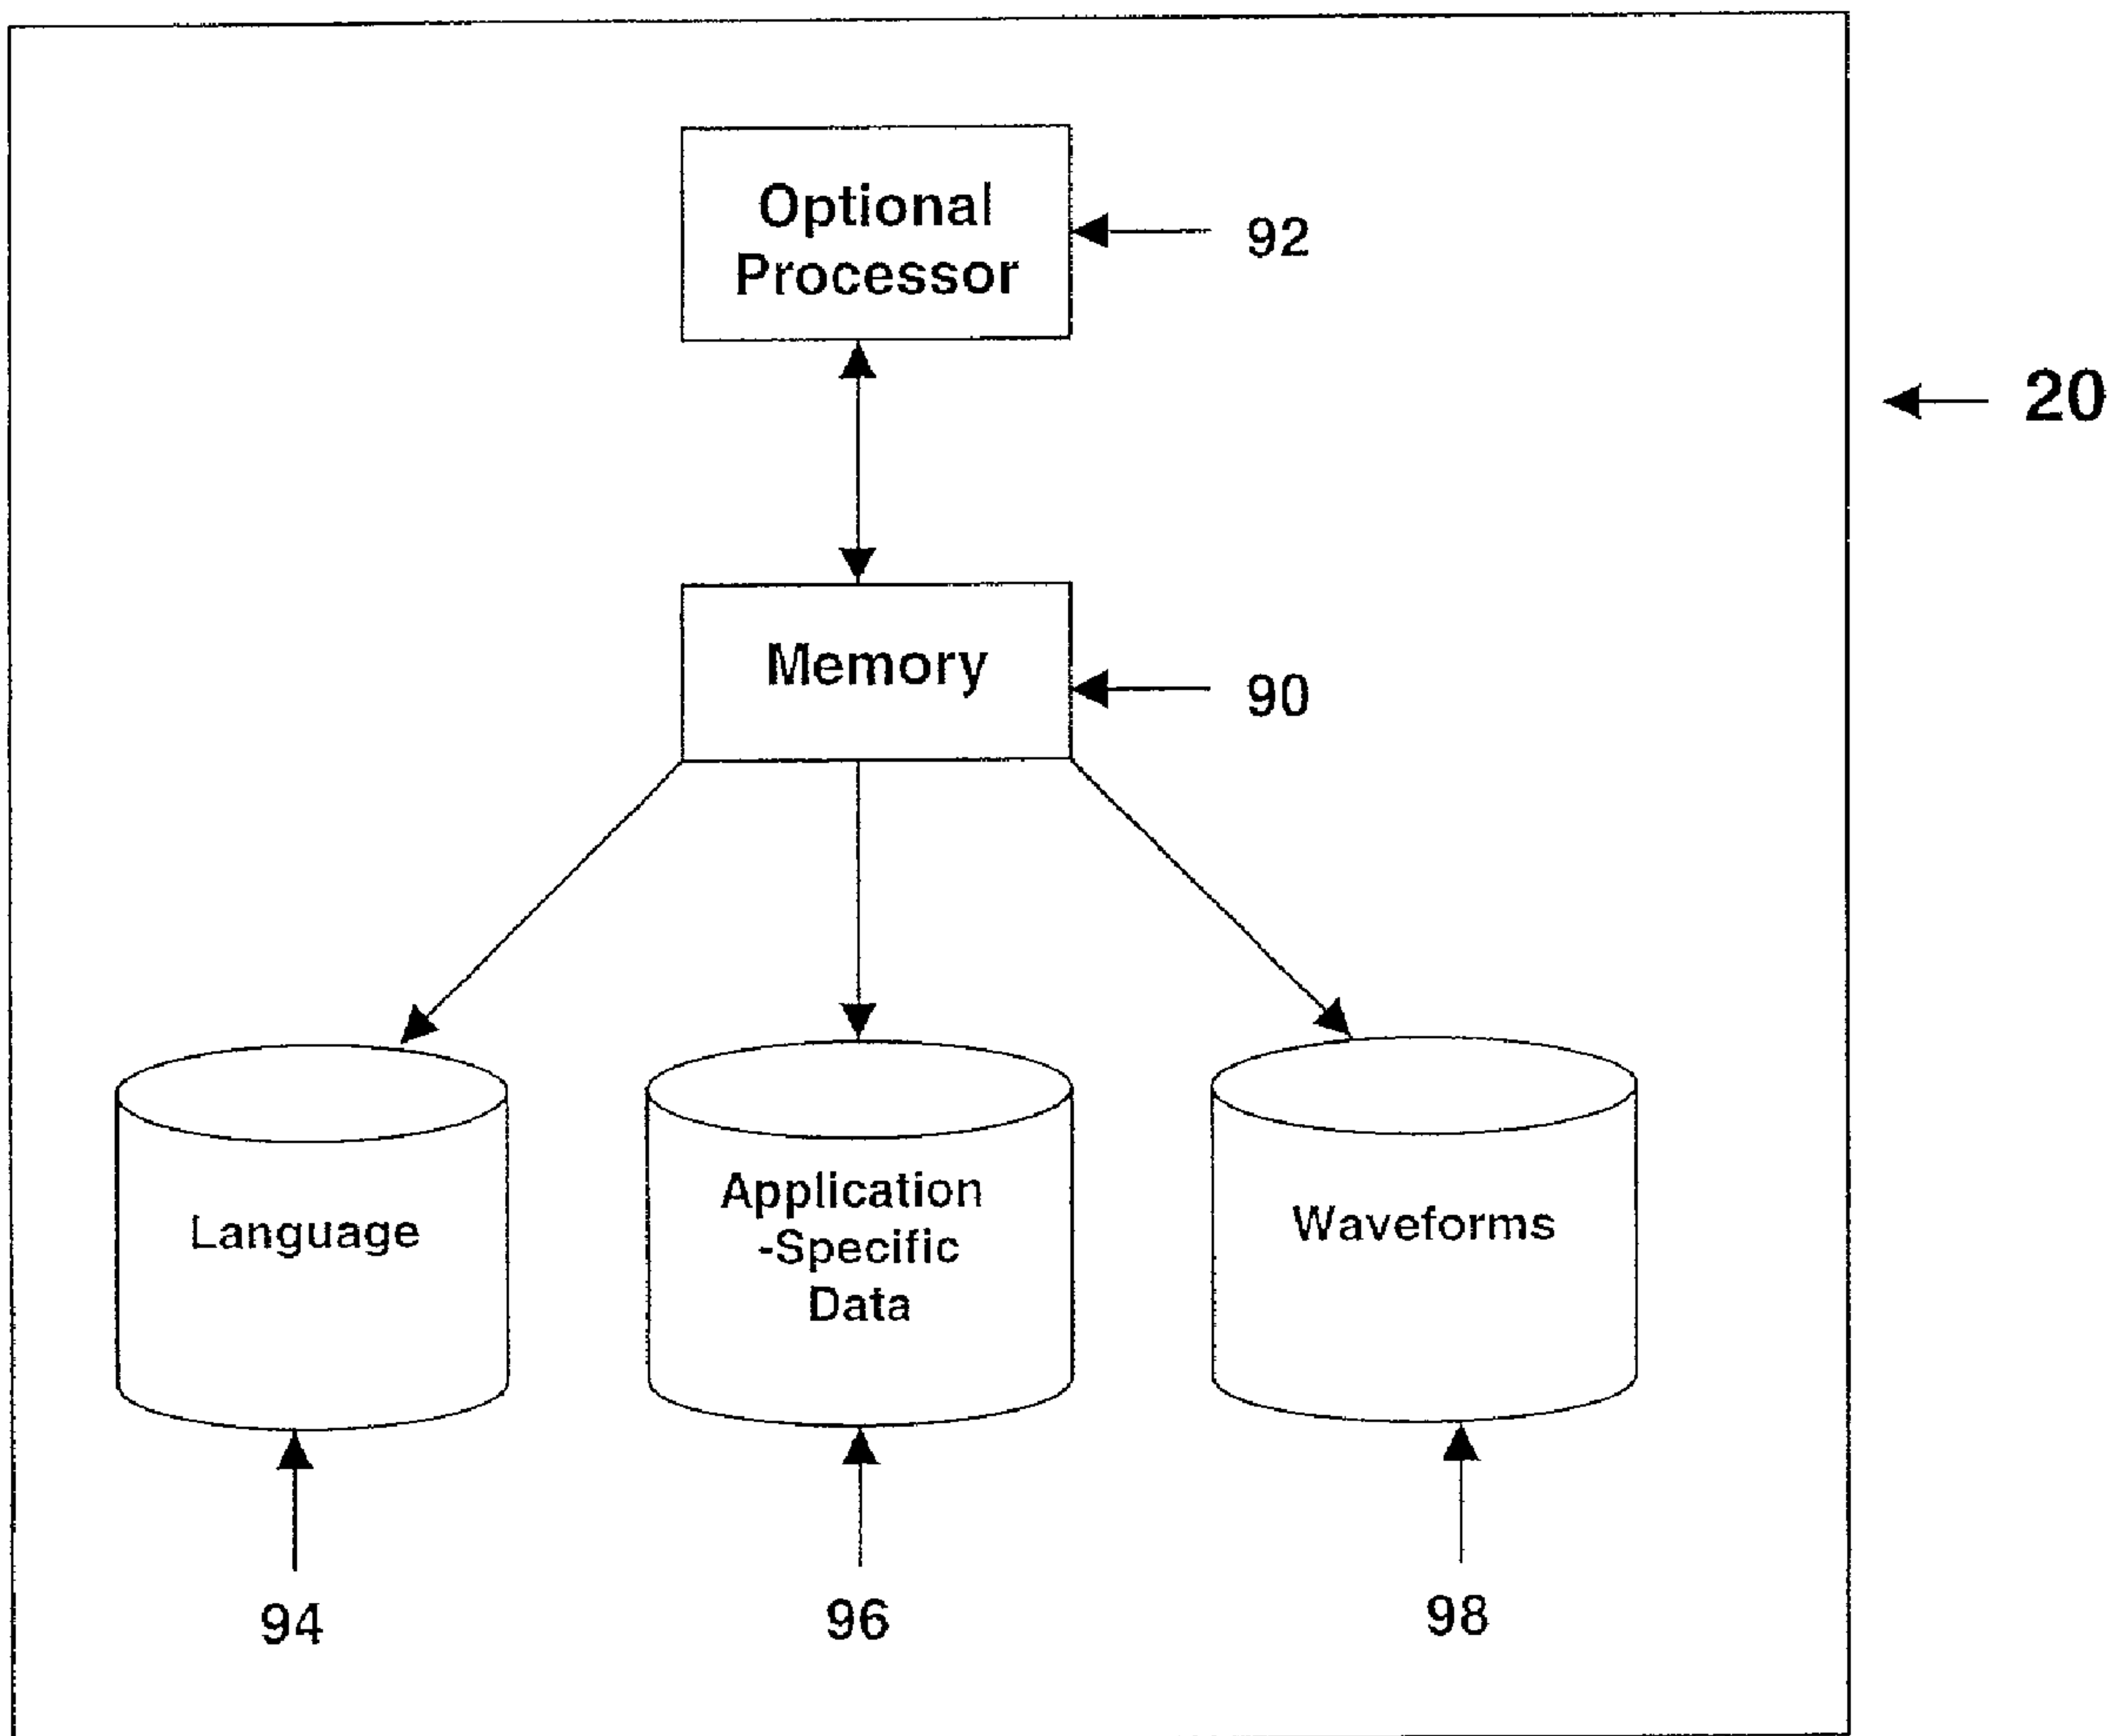 Optional
Processor
92
20
Memory
90
Language
Application
-Specific
Data
Waveforms
94
96
98